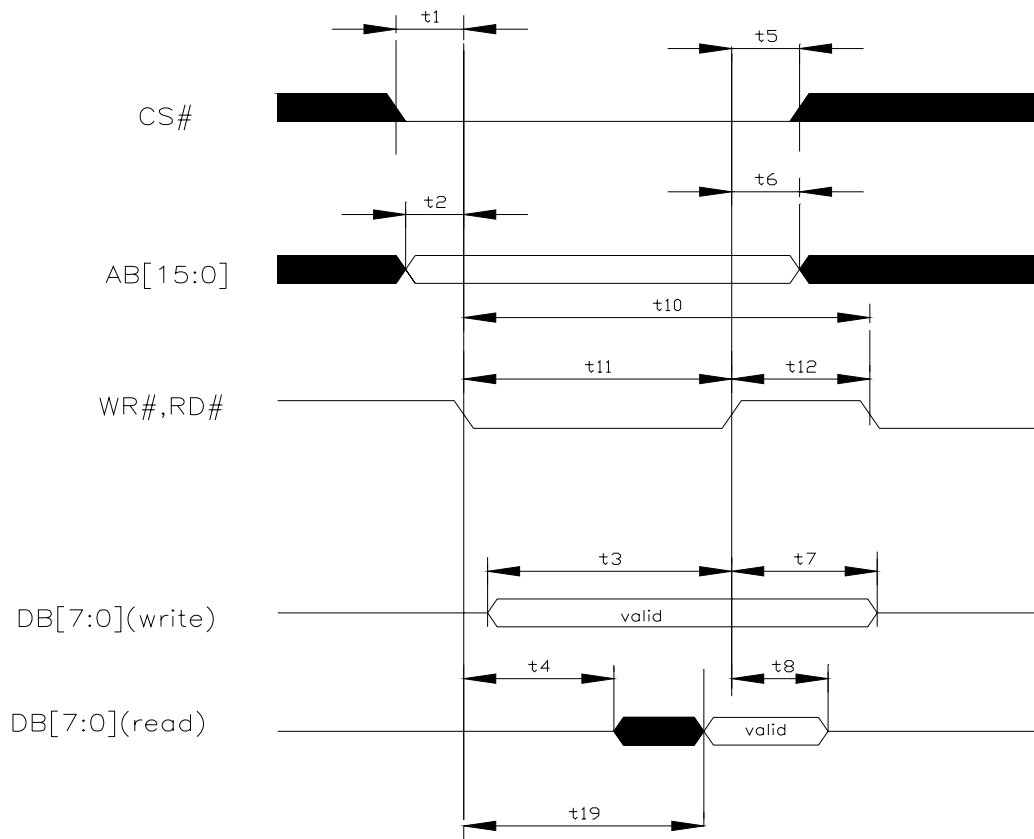 t1
t5
CS#
t6
t2
AB[15:0]
t10
t11
t12
WR#,RD#
t3
t7
DB[7:0](write)
valid
t4
t8
DB[7:0](read)
valid
t19